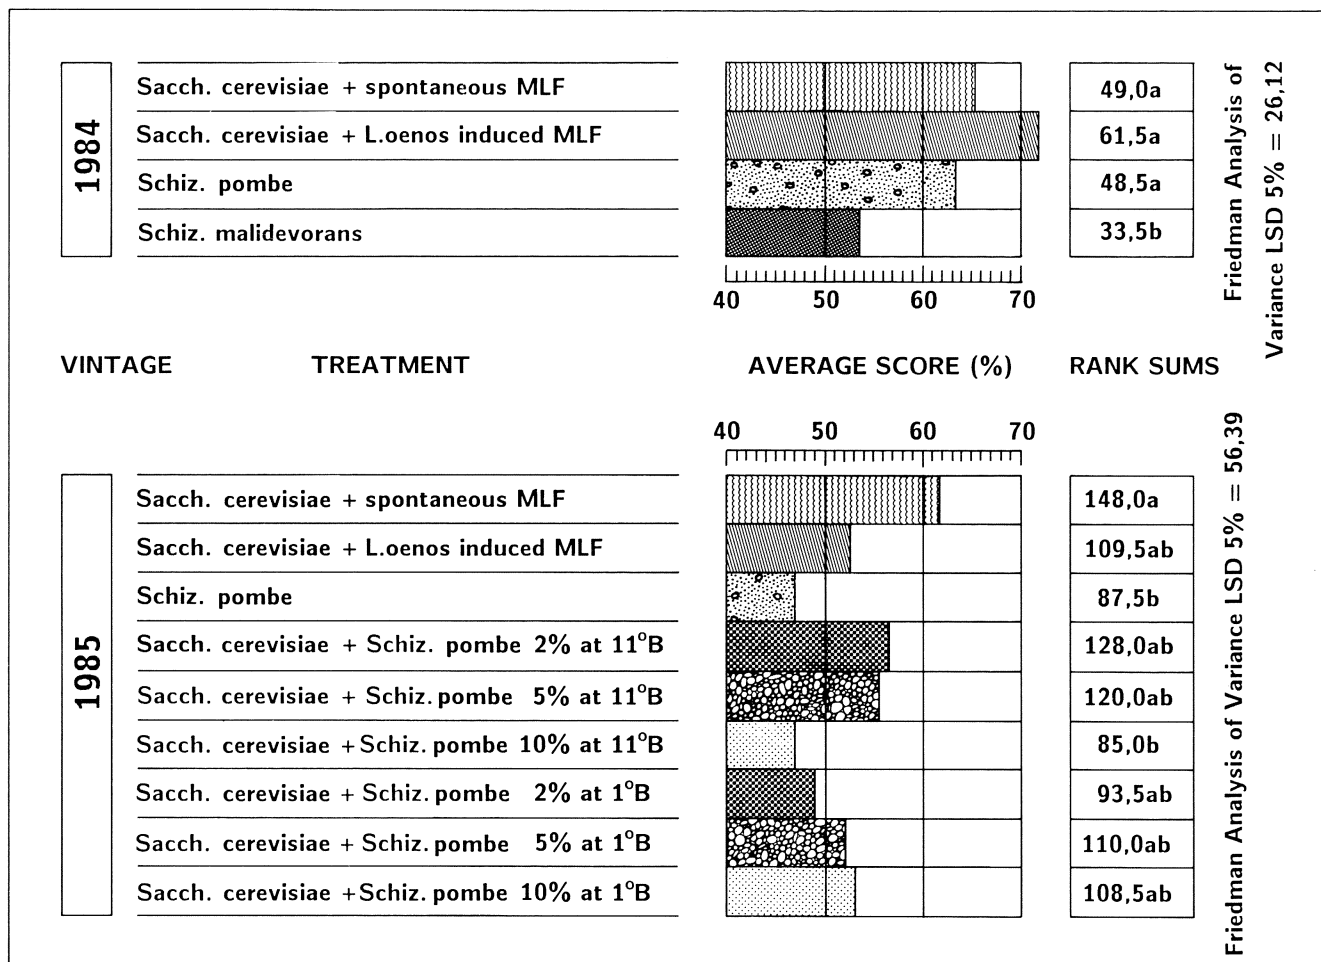 1984
Sacch. cerevisiae + spontaneous MLF 49,0a
Sacch. cerevisiae + L.oenos induced MLF 61,5a
Schiz. pombe 48,5a
Schiz. malidevorans 33,5b
40 50 60 70
Friedman Analysis of
Variance LSD 5% = 26,12
VINTAGE TREATMENT AVERAGE SCORE (%) RANK SUMS
40 50 60 70
1985
Sacch. cerevisiae + spontaneous MLF 148,0a
Sacch. cerevisiae + L.oenos induced MLF 109,5ab
Schiz. pombe 87,5b
Sacch. cerevisiae + Schiz. pombe 2% at 11°B 128,0ab
Sacch. cerevisiae + Schiz. pombe 5% at 11°B 120,0ab
Sacch. cerevisiae + Schiz. pombe 10% at 11°B 85,0b
Sacch. cerevisiae + Schiz. pombe 2% at 1°B 93,5ab
Sacch. cerevisiae + Schiz. pombe 5% at 1°B 110,0ab
Sacch. cerevisiae + Schiz. pombe 10% at 1°B 108,5ab
Friedman Analysis of Variance LSD 5% = 56,39